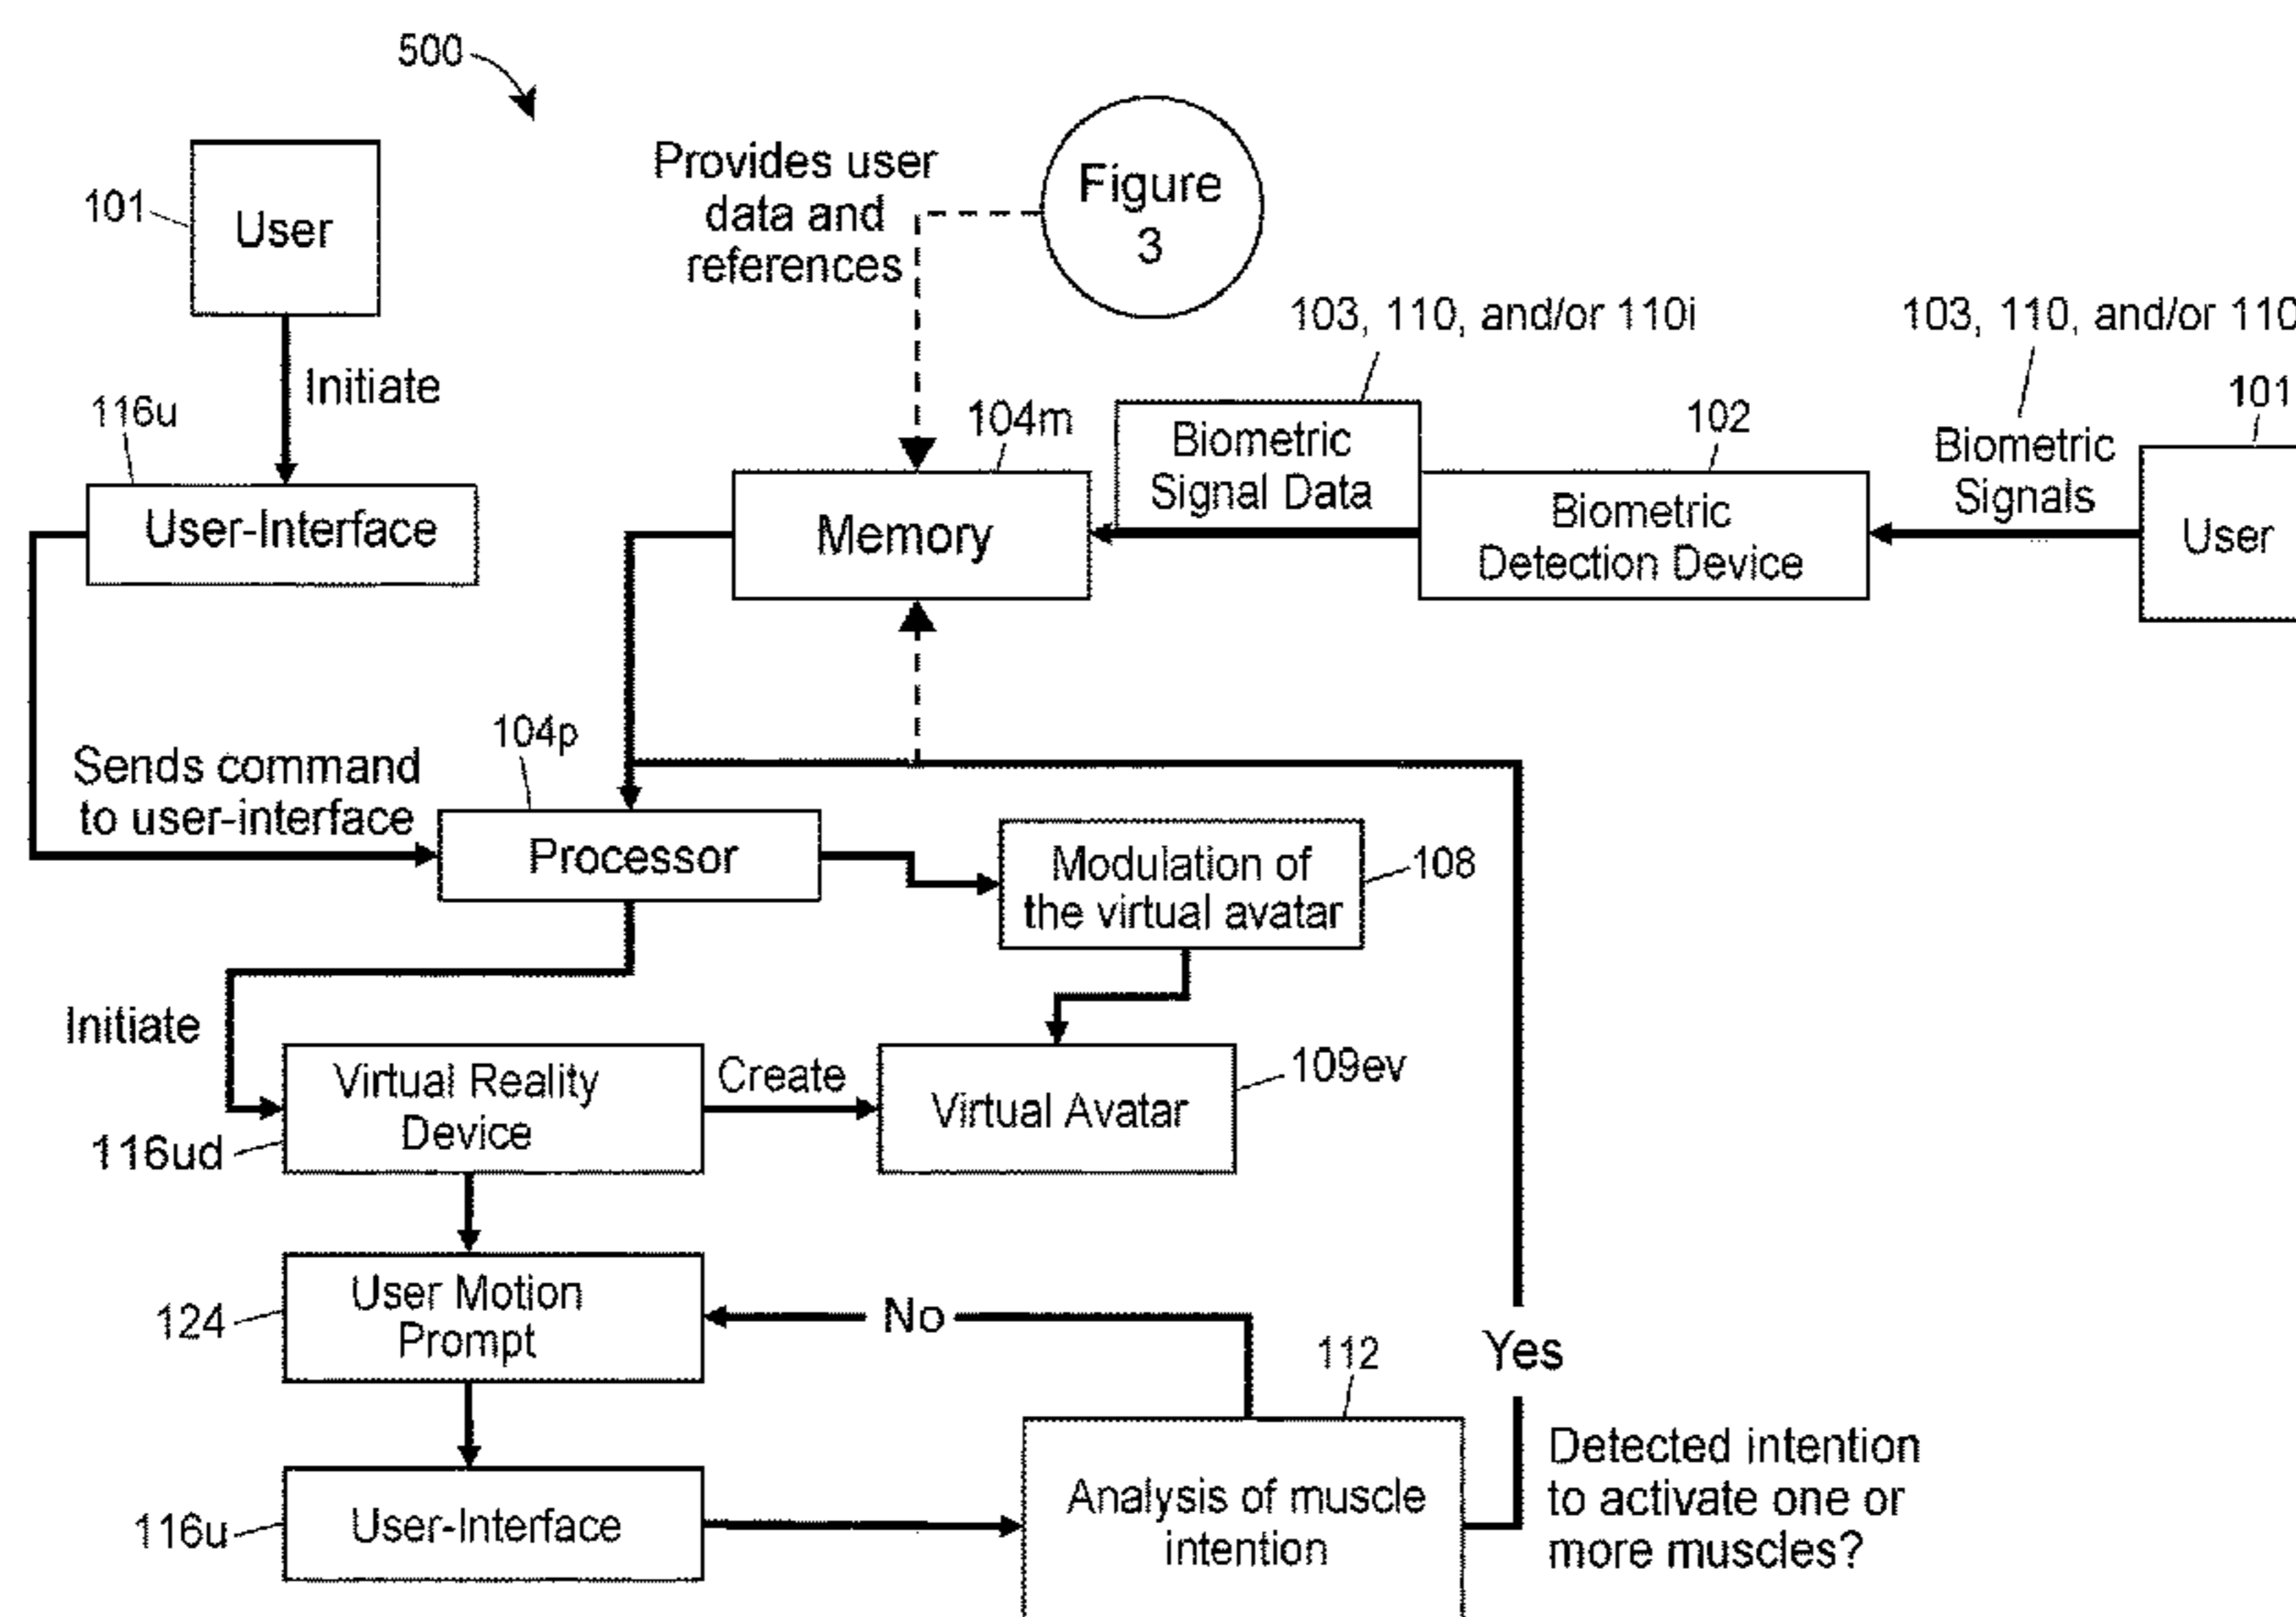 500
101
User
Initiate
116u
User-Interface
Provides user
data and
references
Figure
3
103, 110, and/or 110i
103, 110, and/or 110
104m
Memory
Biometric
Signal Data
102
Biometric
Detection Device
Biometric
Signals
101
User
Sends command
to user-interface
104p
Processor
Modulation of
the virtual avatar
108
Initiate
Virtual Reality
Device
116ud
Create
Virtual Avatar
109ev
User Motion
Prompt
124
No
112
Yes
116u
User-Interface
Analysis of muscle
intention
Detected intention
to activate one or
more muscles?